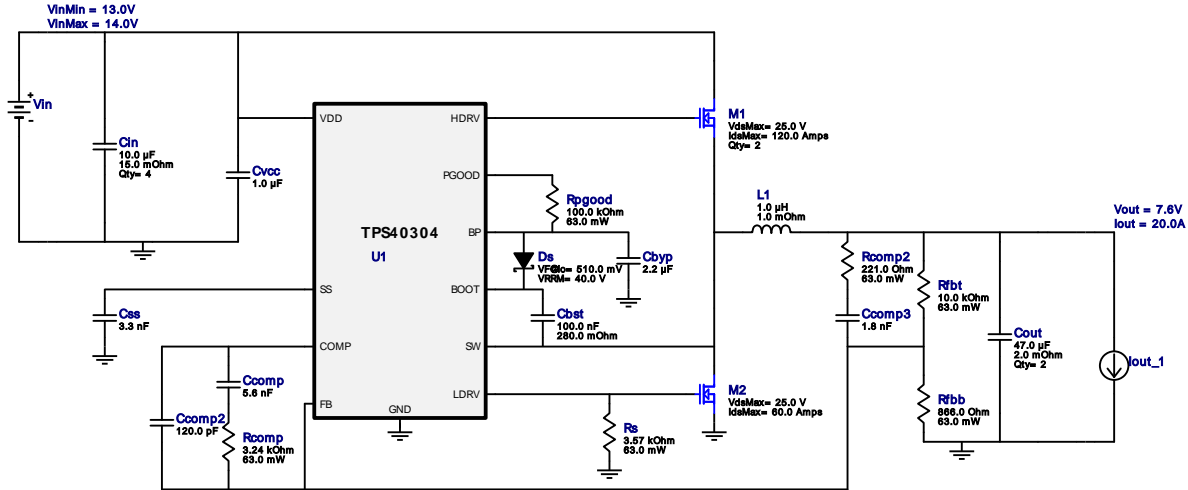 VinMin = 13.0V
VinMax = 14.0V
+
Vin
-
Cin
10.0 µF
15.0 mOhm
Qty= 4
Cvcc
1.0 µF
VDD
HDRV
PGOOD
TPS40304
U1
BP
BOOT
SS
COMP
SW
LDRV
FB
GND
M1
VdsMax= 25.0 V
IdsMax= 120.0 Amps
Qty= 2
Rpgood
100.0 kOhm
63.0 mW
L1
1.0 µH
1.0 mOhm
Vout = 7.6V
Iout = 20.0A
Ds
510.0 mV
VRRM= 40.0 V
Cbyp
2.2 µF
Rcomp2
221.0 Ohm
63.0 mW
Rfbt
10.0 kOhm
63.0 mW
Css
3.3 nF
Cbst
100.0 nF
280.0 mOhm
Ccomp3
1.8 nF
Cout
47.0 µF
2.0 mOhm
Qty= 2
Iout_1
Ccomp
5.6 nF
Ccomp2
120.0 pF
Rcomp
3.24 kOhm
63.0 mW
M2
VdsMax= 25.0 V
IdsMax= 60.0 Amps
Rfbb
866.0 Ohm
63.0 mW
Rs
3.57 kOhm
63.0 mW